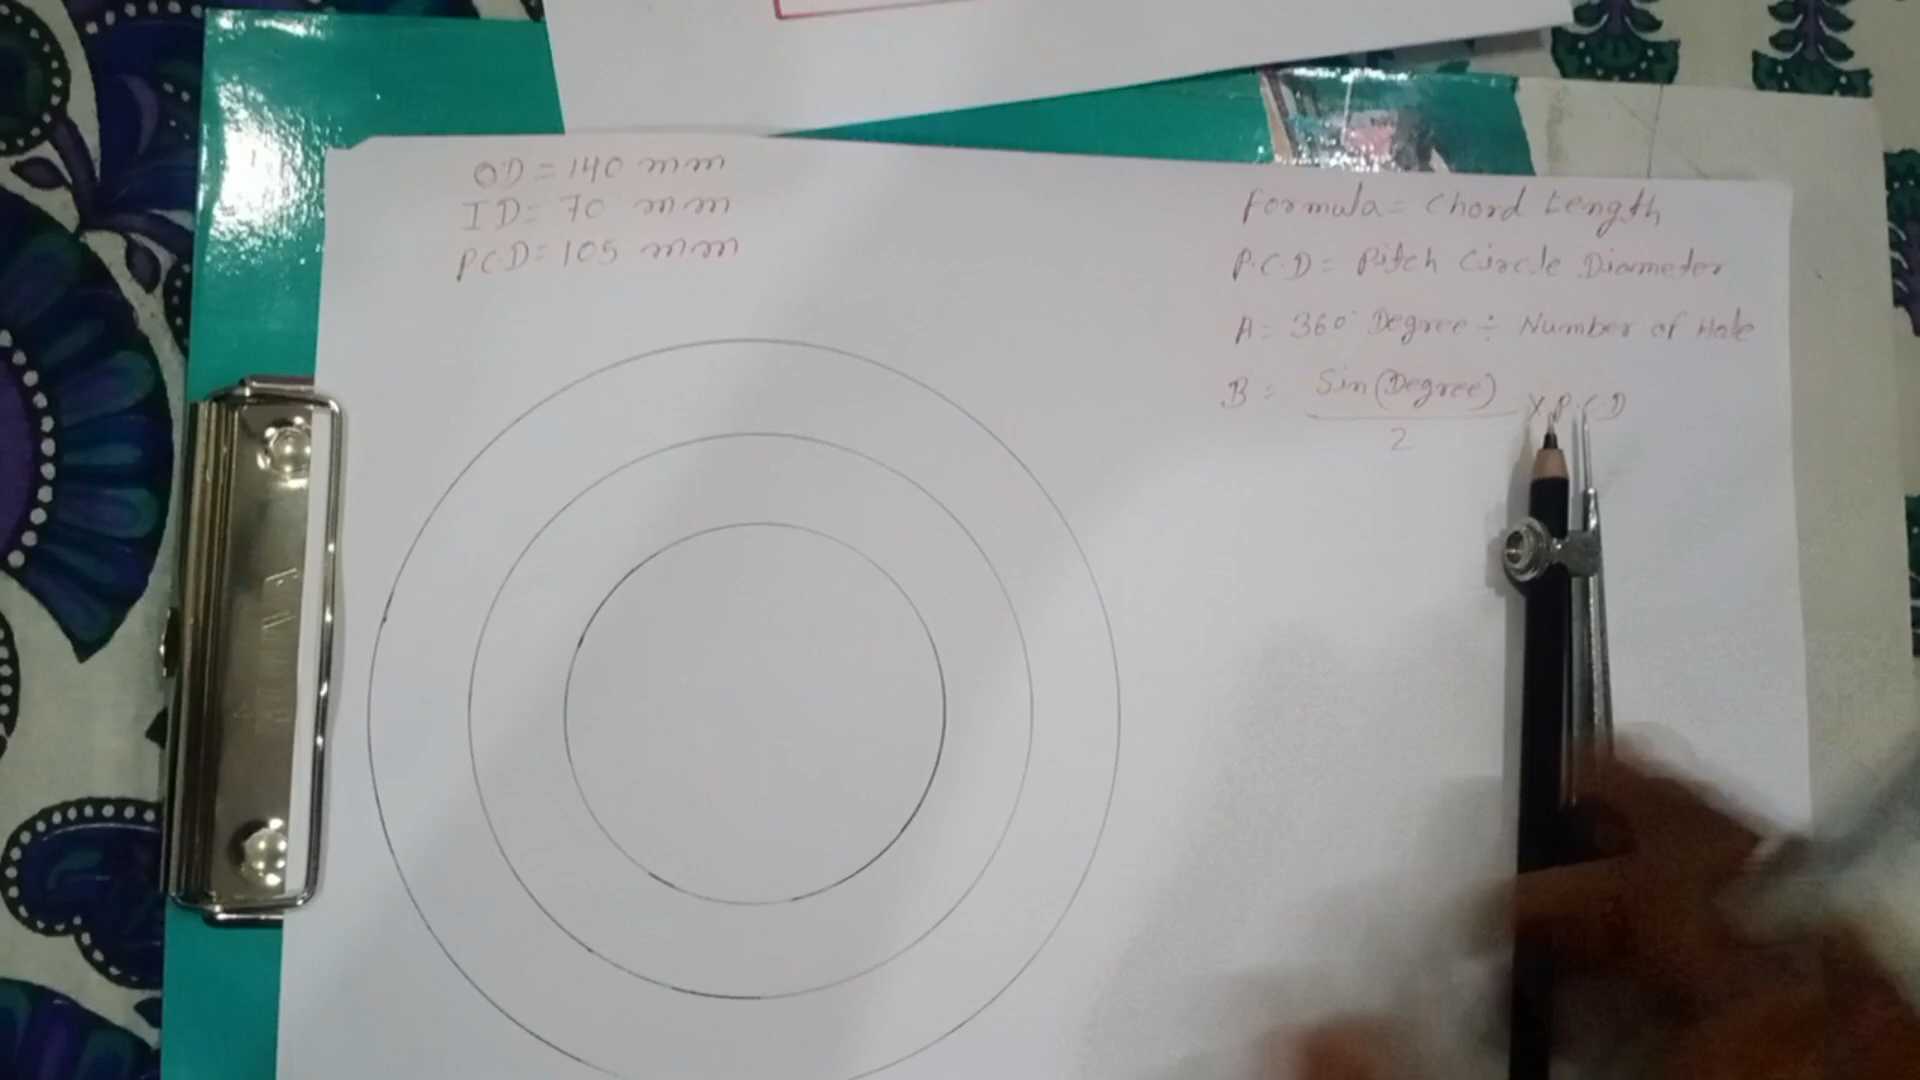 OD = 140 mm
ID = 70 mm
PCD = 105 mm
Formula = Chord Length
P.C.D = Pitch Circle Diameter
A = 360° Degree ÷ Number of Hole
B = Sin (Degree) / 2 X P C D